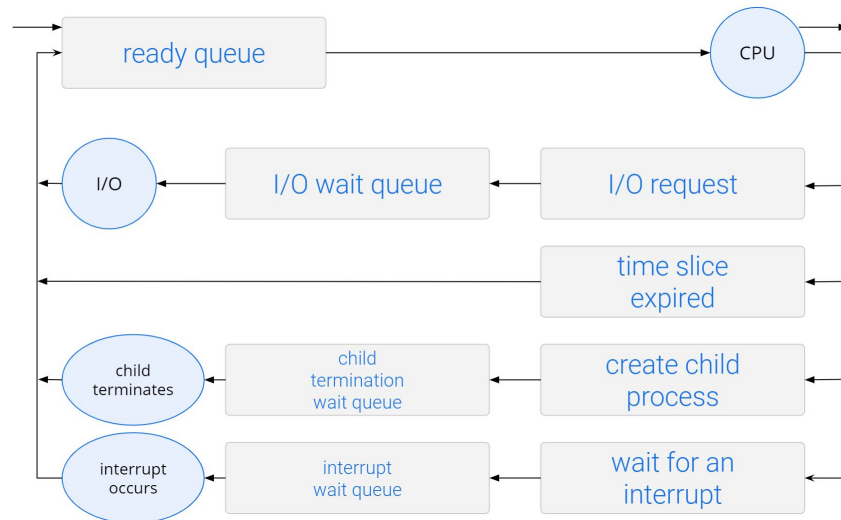 ready queue
CPU
I/O
I/O wait queue
I/O request
time slice
expired
child
terminates
child
termination
wait queue
create child
process
interrupt
occurs
interrupt
wait queue
wait for an
interrupt